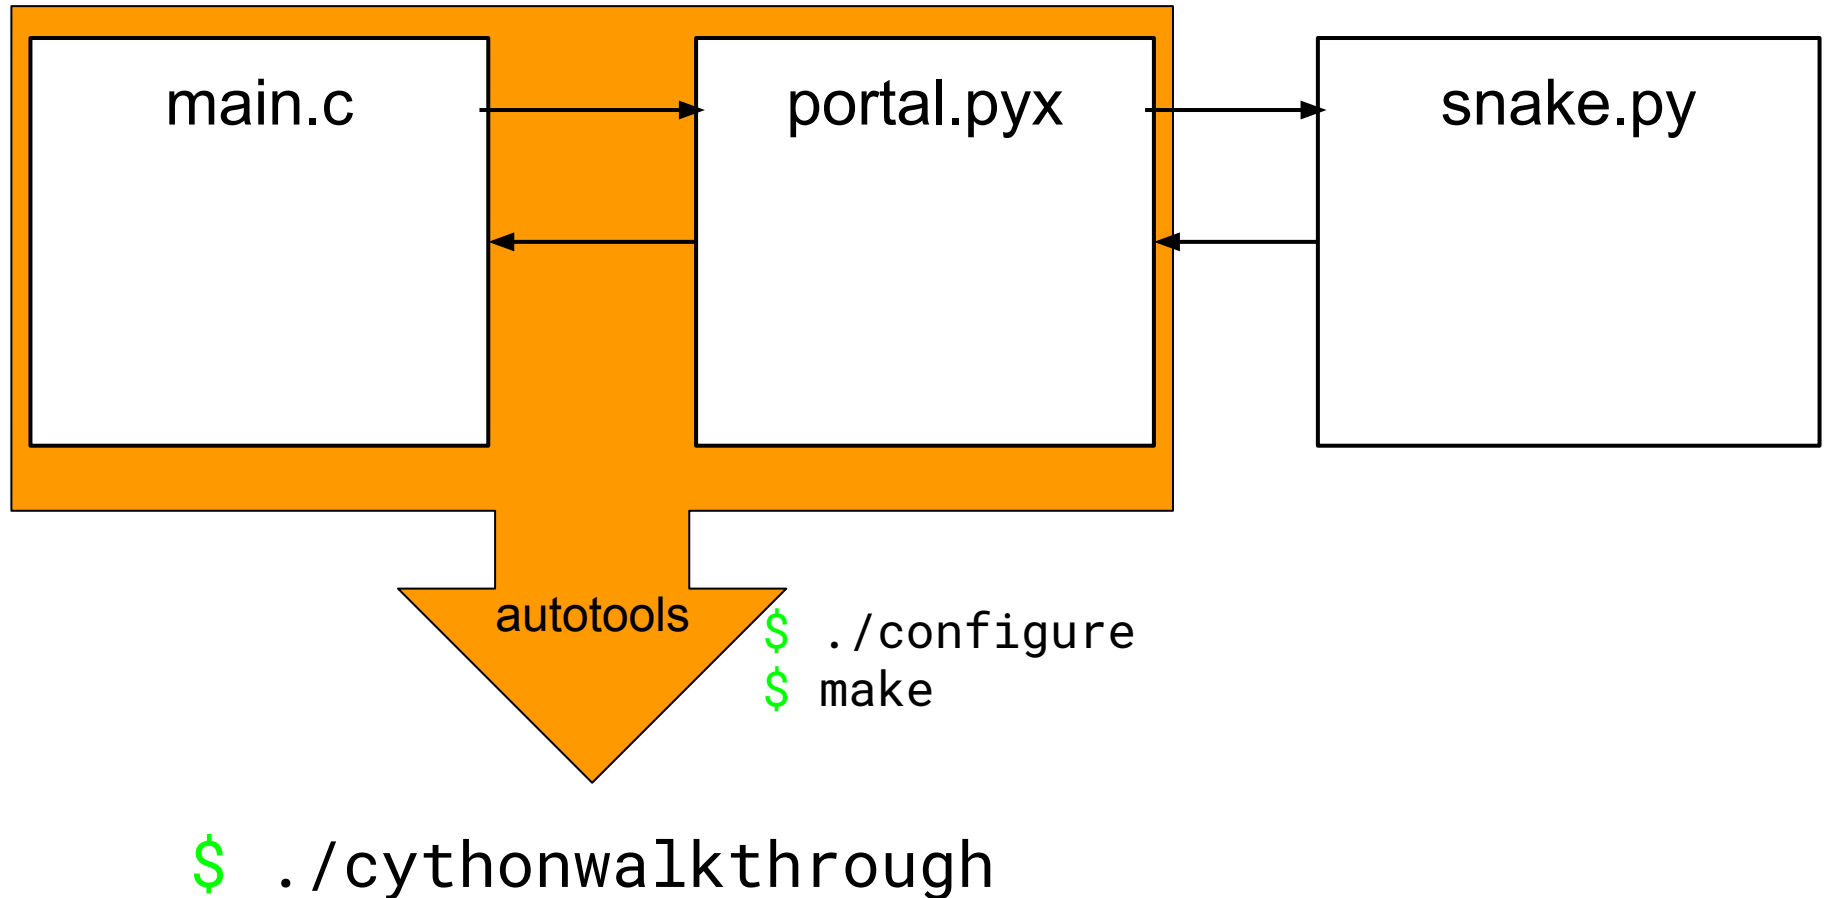 main.c
portal.pyx
snake.py
autotools
$ ./configure
$ make
$ ./cythonwalkthrough